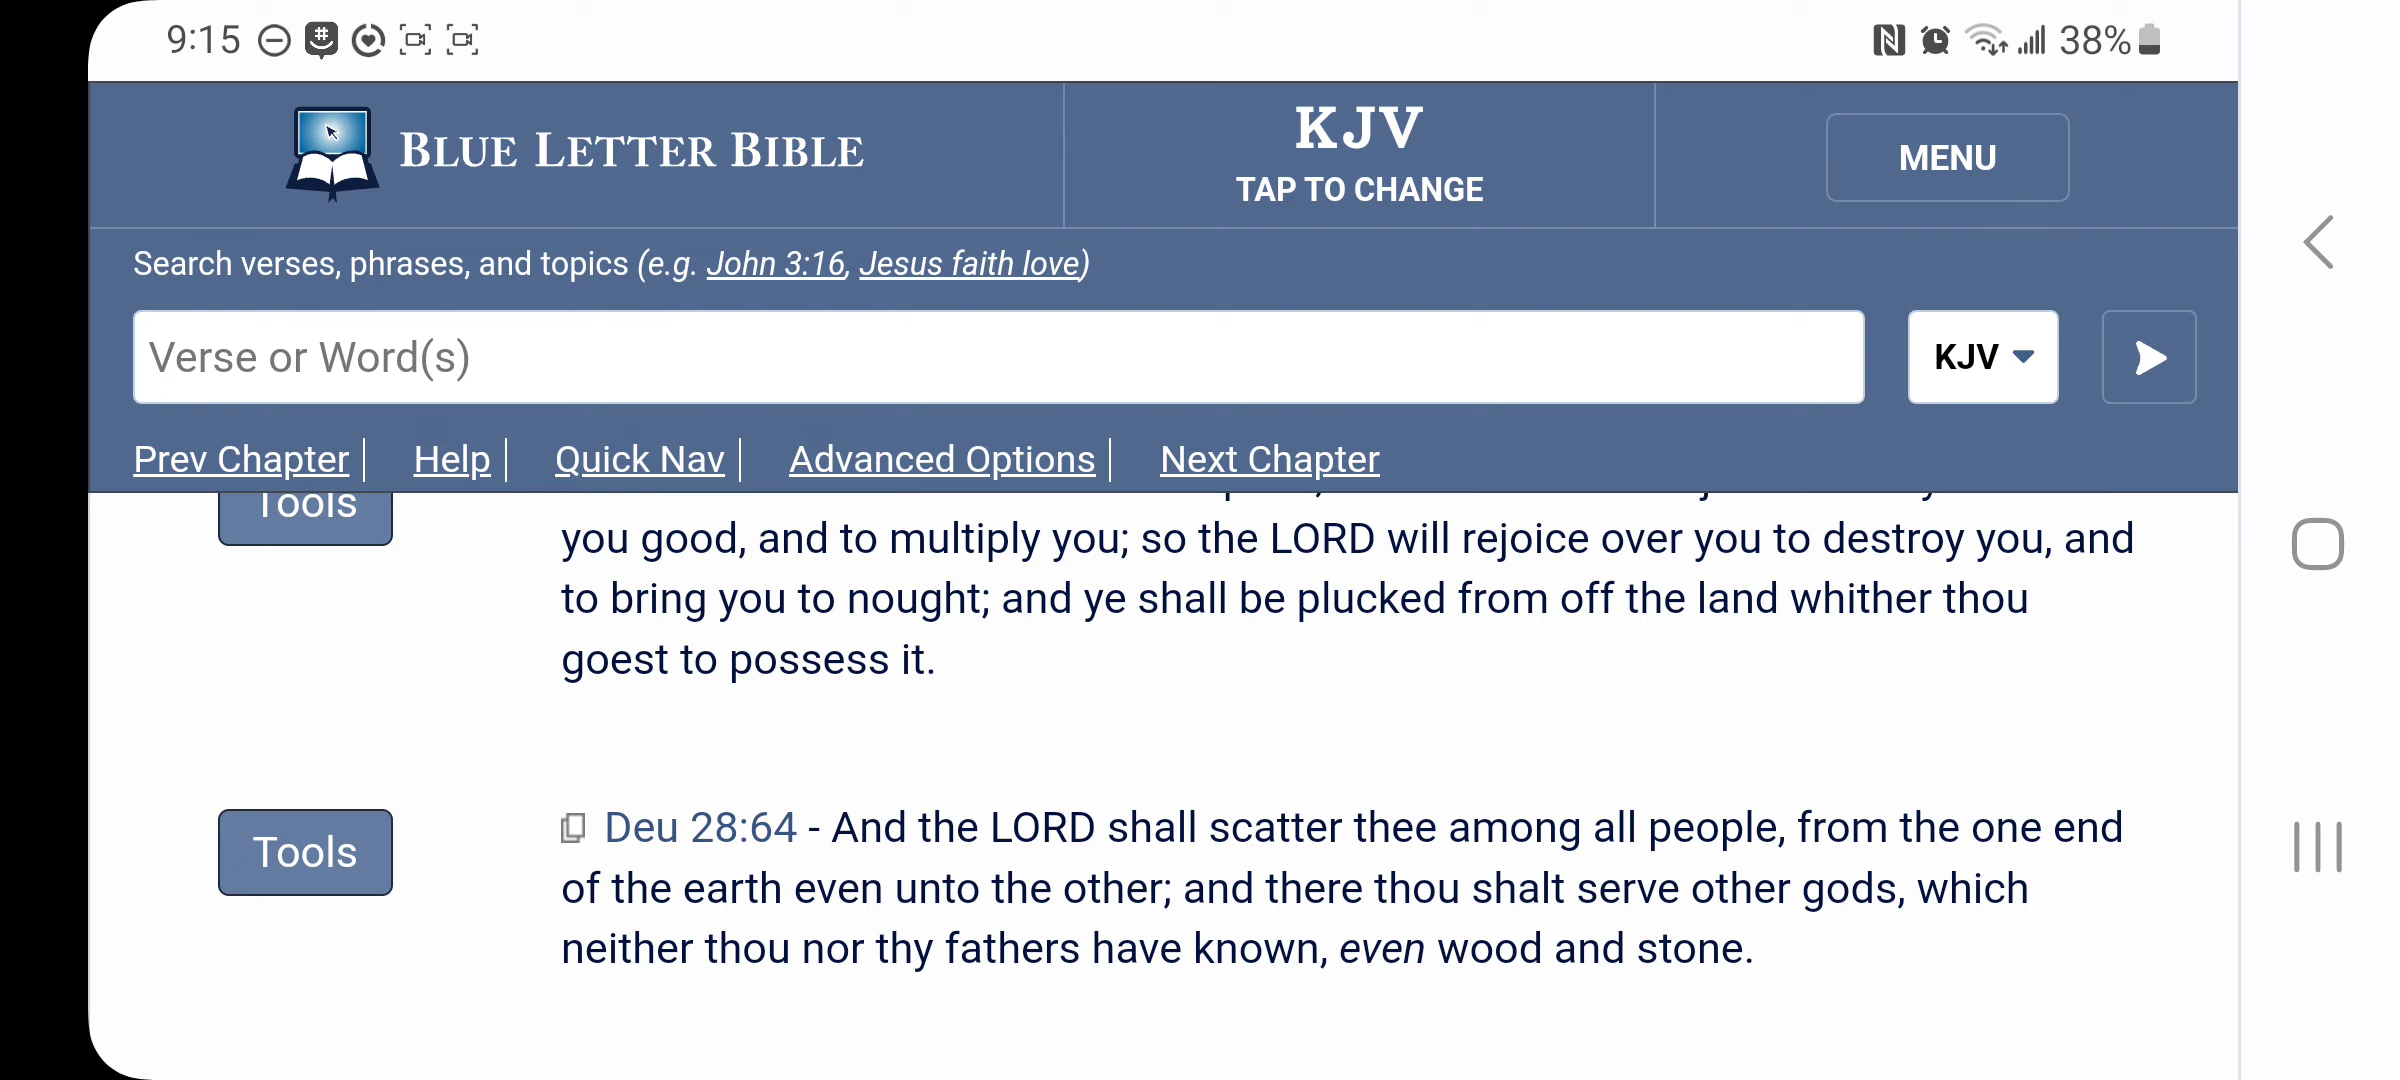 9:15
38%
BLUE LETTER BIBLE
KJV
TAP TO CHANGE
MENU
Search verses, phrases, and topics (e.g. John 3:16, Jesus faith love)
Verse or Word(s)
KJV
Prev Chapter | Help | Quick Nav | Advanced Options | Next Chapter
Tools
you good, and to multiply you; so the LORD will rejoice over you to destroy you, and
to bring you to nought; and ye shall be plucked from off the land whither thou
goest to possess it.
Tools
Deu 28:64 - And the LORD shall scatter thee among all people, from the one end
of the earth even unto the other; and there thou shalt serve other gods, which
neither thou nor thy fathers have known, even wood and stone.